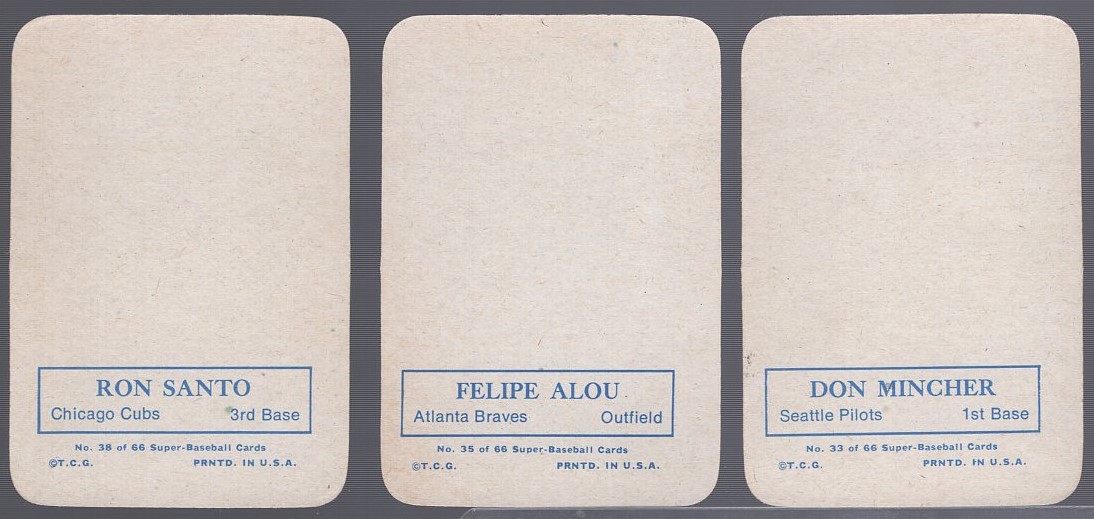 RON SANTO
Chicago Cubs 3rd Base
No. 38 of 66 Super-Baseball Cards
©T.C.G. PRNTD. IN U.S.A.
FELIPE ALOU
Atlanta Braves Outfield
No. 35 of 66 Super-Baseball Cards
©T.C.G. PRNTD. IN U.S.A.
DON MINCHER
Seattle Pilots 1st Base
No. 33 of 66 Super-Baseball Cards
©T.C.G. PRNTD. IN U.S.A.